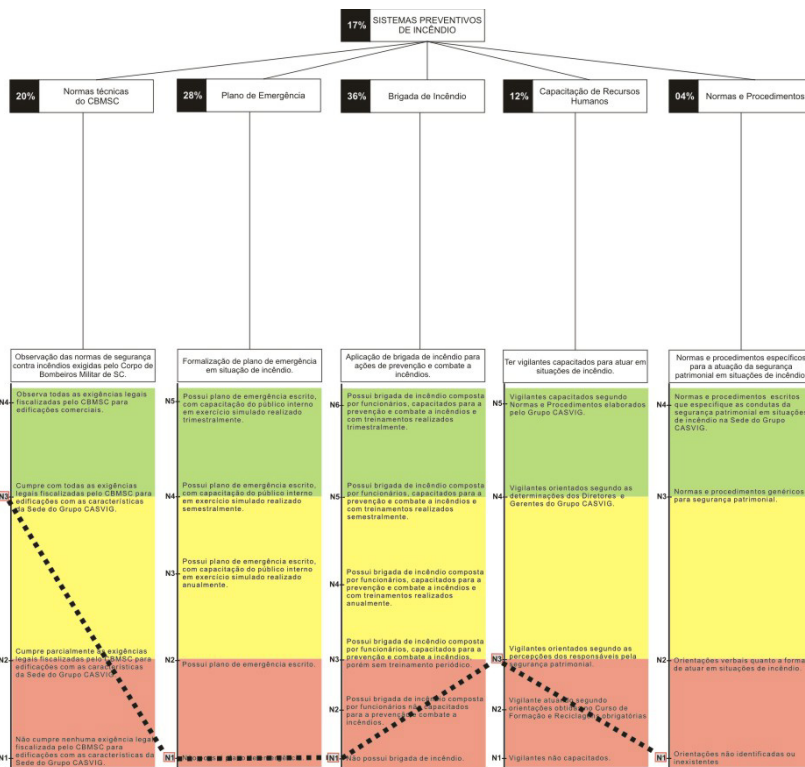 17%
SISTEMAS PREVENTIVOS
DE INCÊNDIO
20%
Normas técnicas
do CBMSC
28%
Plano de Emergência
36%
Brigada de Incêndio
12%
Capacitação de Recursos
Humanos
04%
Normas e Procedimentos
Observação das normas de segurança
contra incêndios exigidas pelo Corpo de
Bombeiros Militar de SC.
N4
Observa todas as exigências legais
fiscalizadas pelo CBMSC para
edificações comerciais.
N3
Cumpre com todas as exigências
legais fiscalizadas pelo CBMSC para
edificações com as características
da Sede do Grupo CASVIG.
N2
Cumpre parcialmente as exigências
legais fiscalizadas pelo CBMSC para
edificações com as características
da Sede do Grupo CASVIG.
N1
Não cumpre nenhuma exigência legal
fiscalizada pelo CBMSC para
edificações com as características da
Sede do Grupo CASVIG.
Formalização de plano de emergência
em situação de incêndio.
N5
Possui plano de emergência escrito,
com capacitação do público interno
em exercício simulado realizado
trimestralmente.
N4
Possui plano de emergência escrito,
com capacitação do público interno
em exercício simulado realizado
semestralmente.
N3
Possui plano de emergência escrito,
com capacitação do público interno
em exercício simulado realizado
anualmente.
N2
Possui plano de emergência escrito.
N1
Aplicação de brigada de incêndio para
ações de prevenção e combate a
incêndios.
N6
Possui brigada de incêndio composta
por funcionários, capacitados para a
prevenção e combate a incêndios e
com treinamentos realizados
trimestralmente.
N5
Possui brigada de incêndio composta
por funcionários, capacitados para a
prevenção e combate a incêndios e
com treinamentos realizados
semestralmente.
N4
Possui brigada de incêndio composta
por funcionários, capacitados para a
prevenção e combate a incêndios e
com treinamentos realizados
anualmente.
N3
Possui brigada de incêndio composta
por funcionários, capacitados para a
prevenção e combate a incêndios,
porém sem treinamento periódico.
N2
Possui brigada de incêndio composta
por funcionários não capacitados
para a prevenção e combate a
incêndios.
N1
Não possui brigada de incêndio.
Ter vigilantes capacitados para atuar em
situações de incêndio.
N5
Vigilantes capacitados segundo
Normas e Procedimentos elaborados
pelo Grupo CASVIG.
N4
Vigilantes orientados segundo as
determinações dos Diretores e
Gerentes do Grupo CASVIG.
N3
Vigilantes orientados segundo as
percepções dos responsáveis pela
segurança patrimonial.
N2
Vigilante atuando segundo
orientações obtidas no Curso de
Formação e Reciclagens obrigatórias
N1
Vigilantes não capacitados.
Normas e procedimentos específicos
para a atuação da segurança
patrimonial em situações de incêndio
N4
Normas e procedimentos escritos
que especifique as condutas da
segurança patrimonial em situações
de incêndio na Sede do Grupo
CASVIG.
N3
Normas e procedimentos genéricos
para segurança patrimonial.
N2
Orientações verbais quanto a forma
de atuar em situações de incêndio.
N1
Orientações não identificadas ou
inexistentes